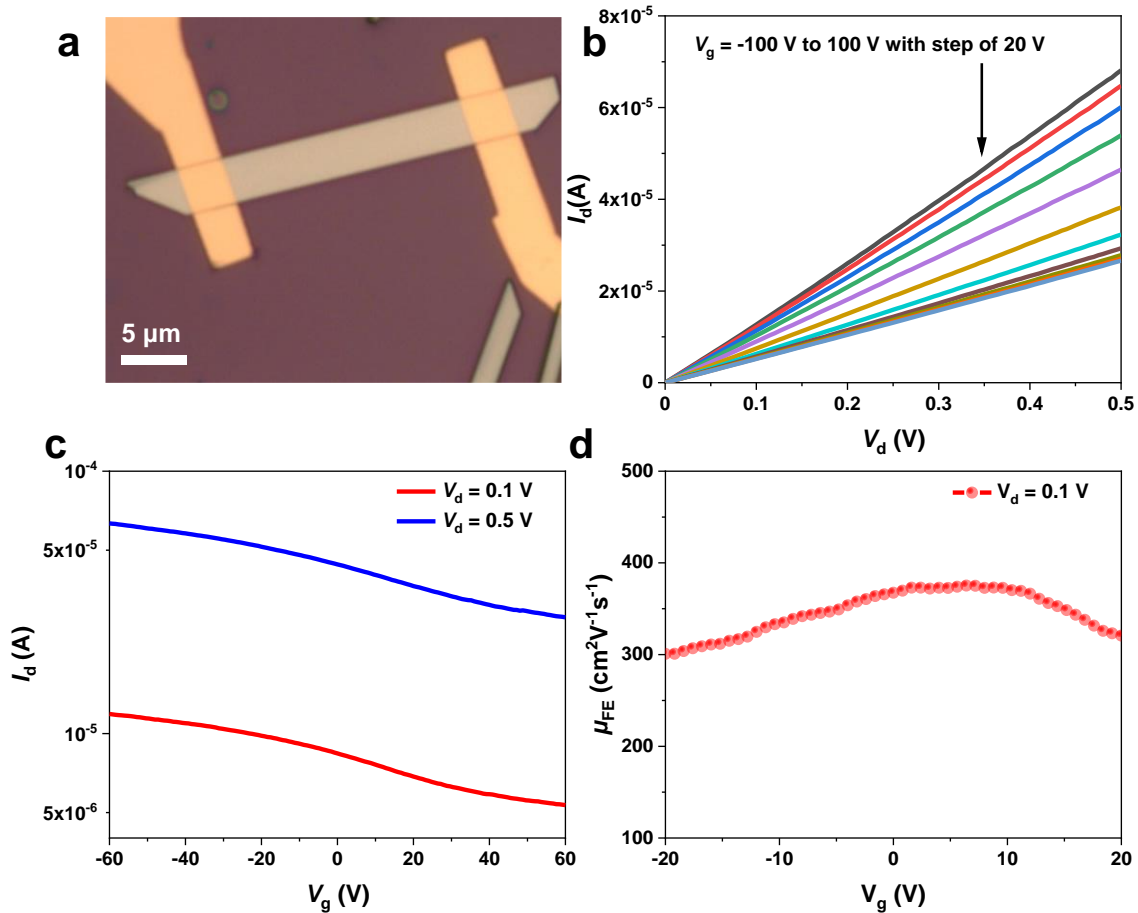 a
5 μm
b
V_g = -100 V to 100 V with step of 20 V
8x10⁻⁵
6x10⁻⁵
4x10⁻⁵
2x10⁻⁵
0
I_d(A)
0 0.1 0.2 0.3 0.4 0.5
V_d (V)
c
V_d = 0.1 V
V_d = 0.5 V
10⁻⁴
5x10⁻⁵
10⁻⁵
5x10⁻⁶
I_d (A)
-60 -40 -20 0 20 40 60
V_g (V)
d
V_d = 0.1 V
500
400
300
200
100
μ_FE (cm²V⁻¹s⁻¹)
-20 -10 0 10 20
V_g (V)